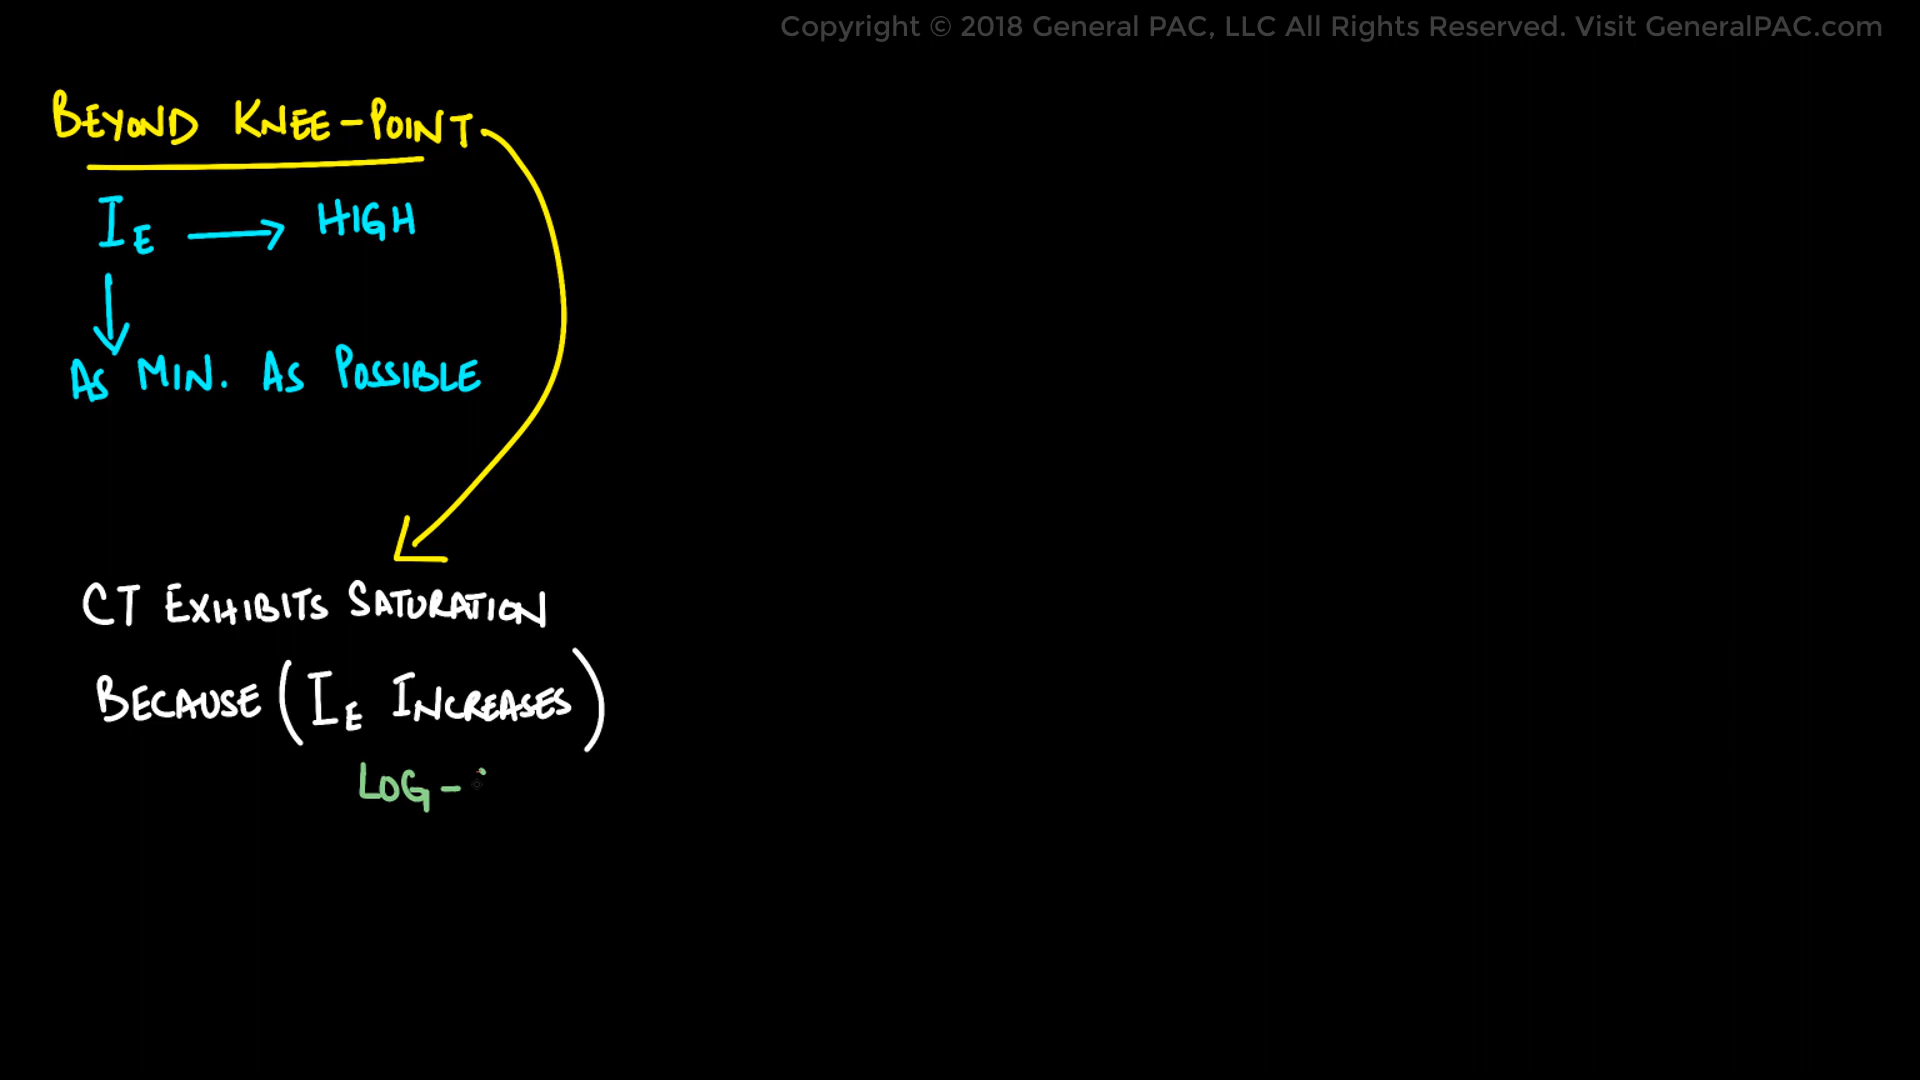 Copyright © 2018 General PAC, LLC All Rights Reserved. Visit GeneralPAC.com
BEYOND KNEE-POINT
IE → HIGH
↓
AS MIN. AS POSSIBLE
CT EXHIBITS SATURATION
BECAUSE (IE INCREASES)
LOG-